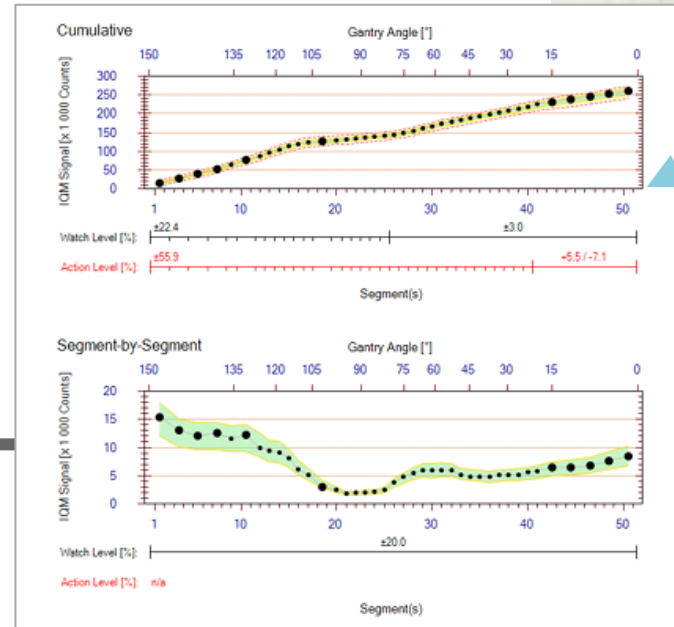 Cumulative
Gantry Angle [°]
150 135 120 105 90 75 60 45 30 15 0
IQM Signal [x 1 000 Counts]
300
250
200
150
100
50
0
1 10 20 30 40 50
Watch Level [%]: ±22.4 ±3.0
Action Level [%]: ±55.9 +5.5 / -7.1
Segment(s)
Segment-by-Segment
Gantry Angle [°]
150 135 120 105 90 75 60 45 30 15 0
IQM Signal [x 1 000 Counts]
20
15
10
5
0
1 10 20 30 40 50
Watch Level [%]: ±20.0
Action Level [%]: n/a
Segment(s)